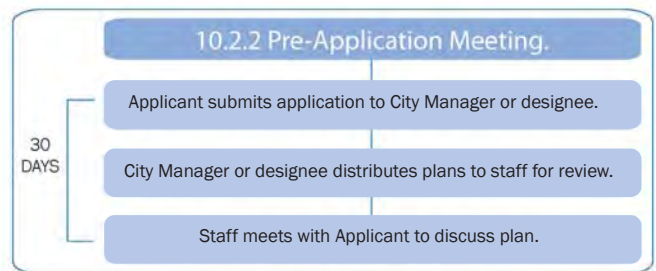 10.2.2 Pre-Application Meeting.
Applicant submits application to City Manager or designee.
30
DAYS
City Manager or designee distributes plans to staff for review.
Staff meets with Applicant to discuss plan.